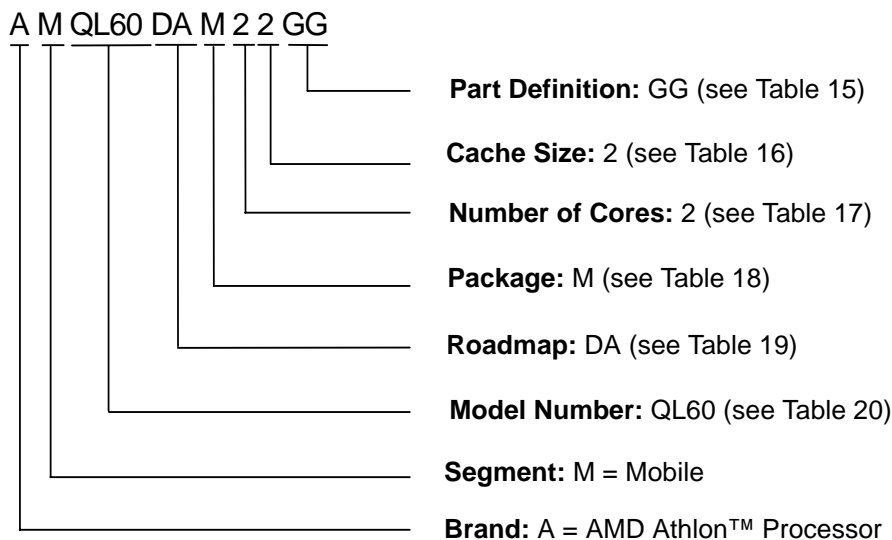 A M QL60 DA M 2 2 GG
Part Definition: GG (see Table 15)
Cache Size: 2 (see Table 16)
Number of Cores: 2 (see Table 17)
Package: M (see Table 18)
Roadmap: DA (see Table 19)
Model Number: QL60 (see Table 20)
Segment: M = Mobile
Brand: A = AMD Athlon™ Processor